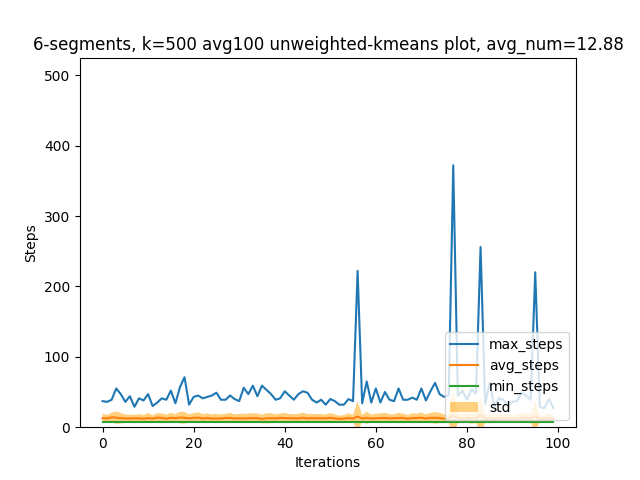 6-segments, k=500 avg100 unweighted-kmeans plot, avg_num=12.88
500
400
300
200
100
0
Steps
0 20 40 60 80 100
Iterations
max_steps
avg_steps
min_steps
std